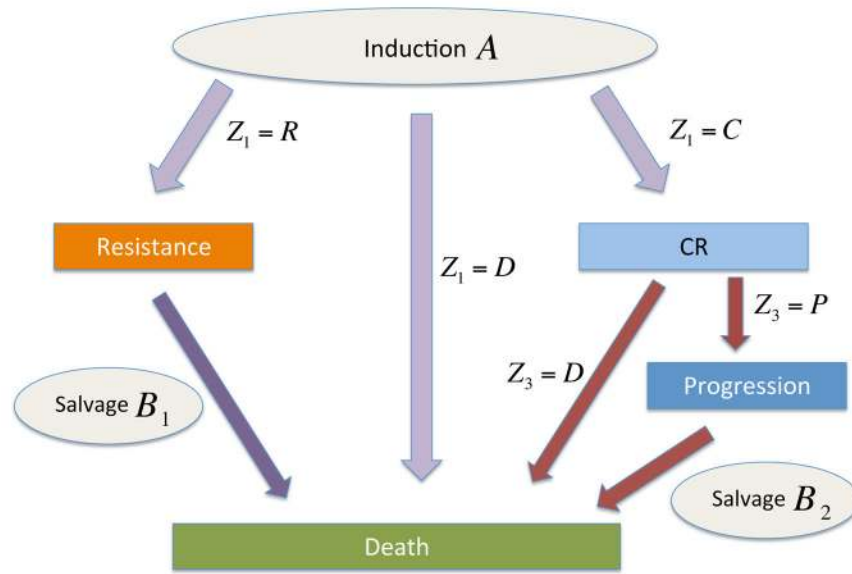 Induction A
Z₁ = R
Z₁ = C
Resistance
CR
Z₁ = D
Z₃ = P
Z₃ = D
Progression
Salvage B₁
Salvage B₂
Death